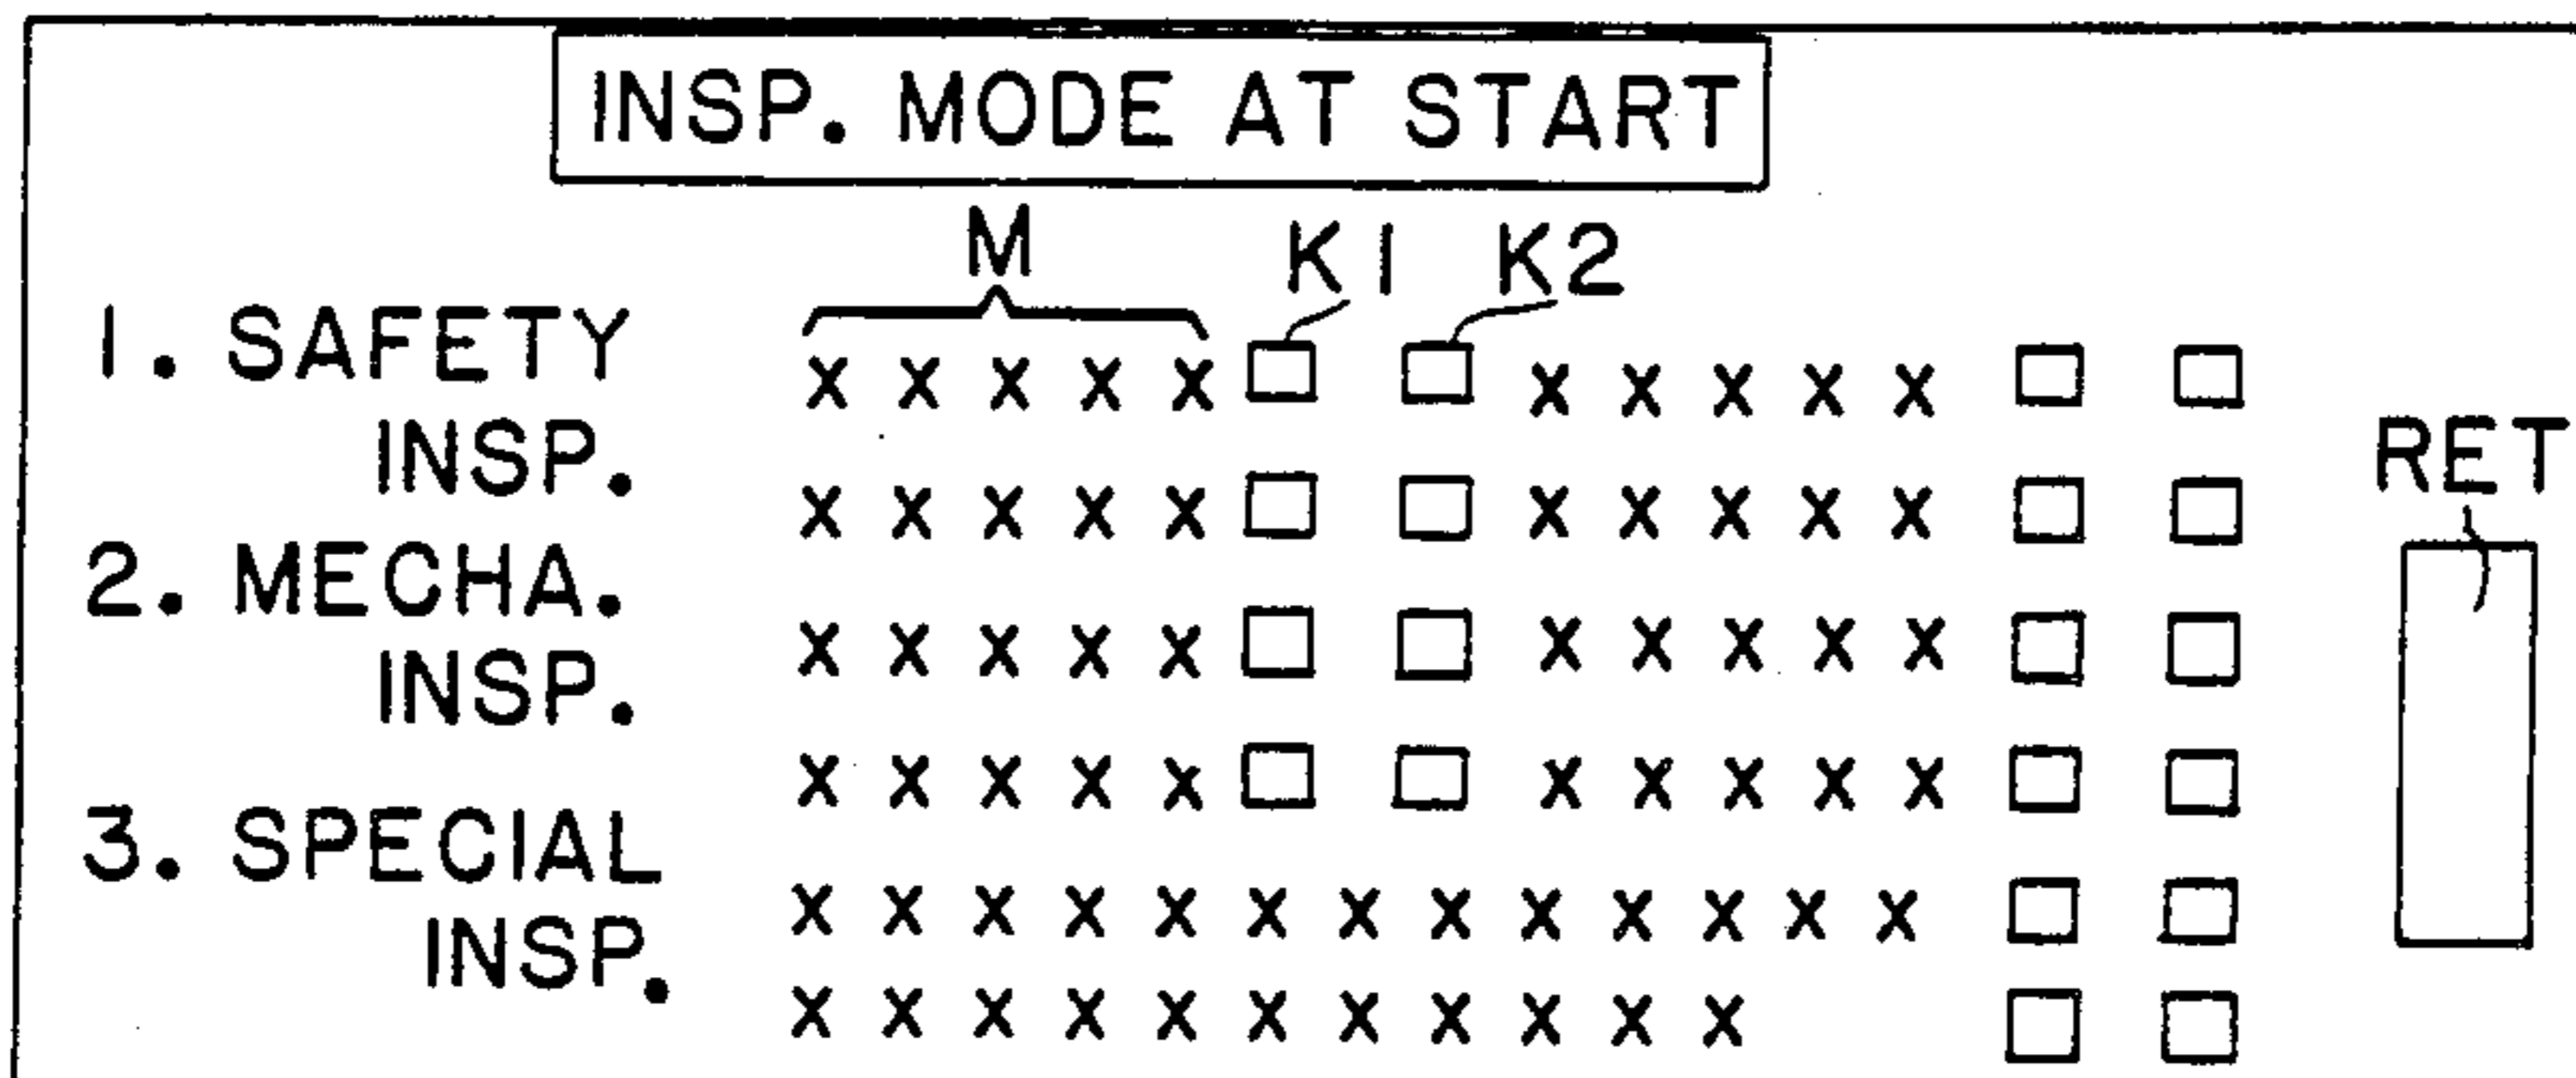 INSP. MODE AT START
M K1 K2
1. SAFETY
INSP.
2. MECHA.
INSP.
3. SPECIAL
INSP.
x x x x x x x x x x
x x x x x x x x x x
x x x x x x x x x x
x x x x x x x x x x
x x x x x x x x x x x x x
x x x x x x x x x x x
RET